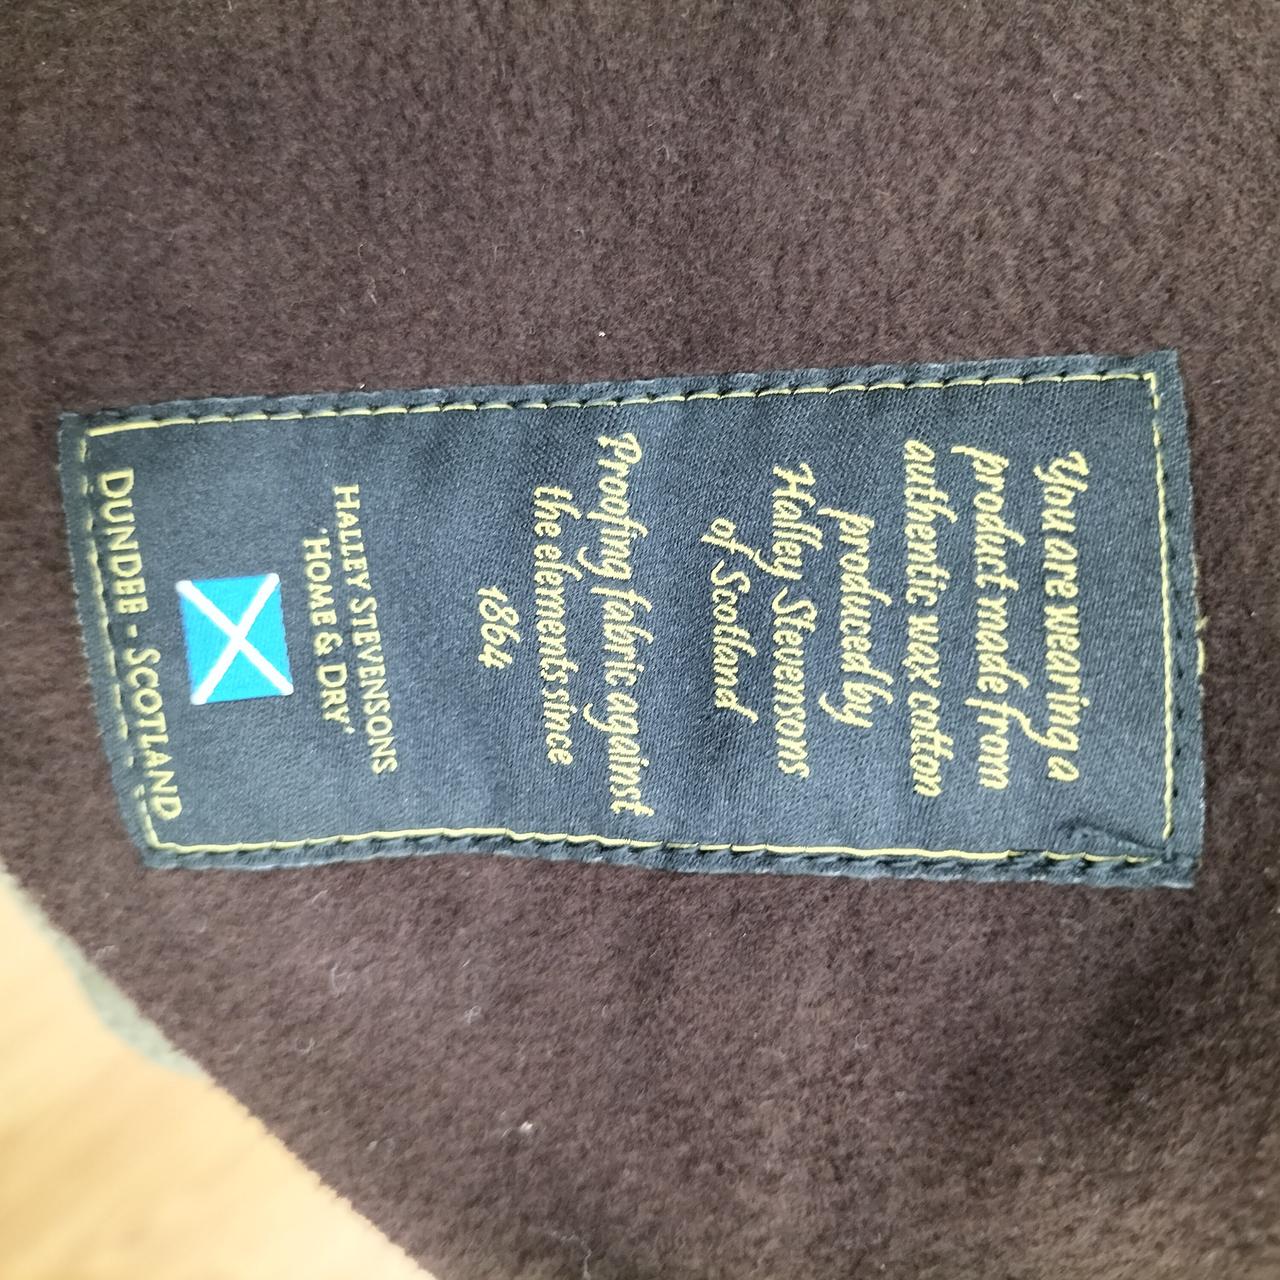 You are wearing a
product made from
authentic wax cotton
produced by
Halley Stevensons
of Scotland
Proofing fabric against
the elements since
1864
HALLEY STEVENSONS
'HOME & DRY'
DUNDEE - SCOTLAND